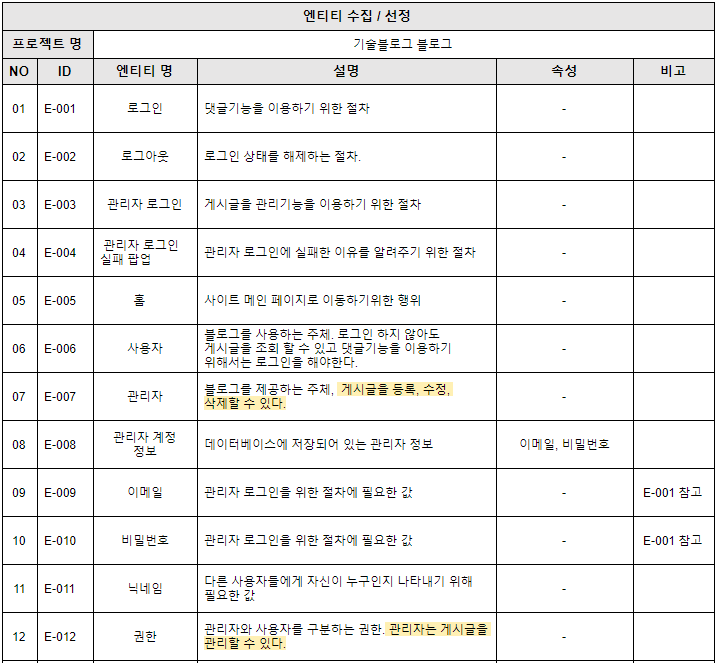 엔티티 수집 / 선정
프로젝트 명 기술블로그 블로그
NO ID 엔티티 명 설명 속성 비고
01 E-001 로그인 댓글기능을 이용하기 위한 절차 -
02 E-002 로그아웃 로그인 상태를 해제하는 절차. -
03 E-003 관리자 로그인 게시글을 관리기능을 이용하기 위한 절차 -
04 E-004 관리자 로그인
실패 팝업 관리자 로그인에 실패한 이유를 알려주기 위한 절차 -
05 E-005 홈 사이트 메인 페이지로 이동하기위한 행위 -
06 E-006 사용자 블로그를 사용하는 주체. 로그인 하지 않아도
게시글을 조회 할 수 있고 댓글기능을 이용하기
위해서는 로그인을 해야한다. -
07 E-007 관리자 블로그를 제공하는 주체, 게시글을 등록, 수정,
삭제할 수 있다. -
08 E-008 관리자 계정
정보 데이터베이스에 저장되어 있는 관리자 정보 이메일, 비밀번호
09 E-009 이메일 관리자 로그인을 위한 절차에 필요한 값 - E-001 참고
10 E-010 비밀번호 관리자 로그인을 위한 절차에 필요한 값 - E-001 참고
11 E-011 닉네임 다른 사용자들에게 자신이 누구인지 나타내기 위해
필요한 값 -
12 E-012 권한 관리자와 사용자를 구분하는 권한. 관리자는 게시글을
관리할 수 있다. -